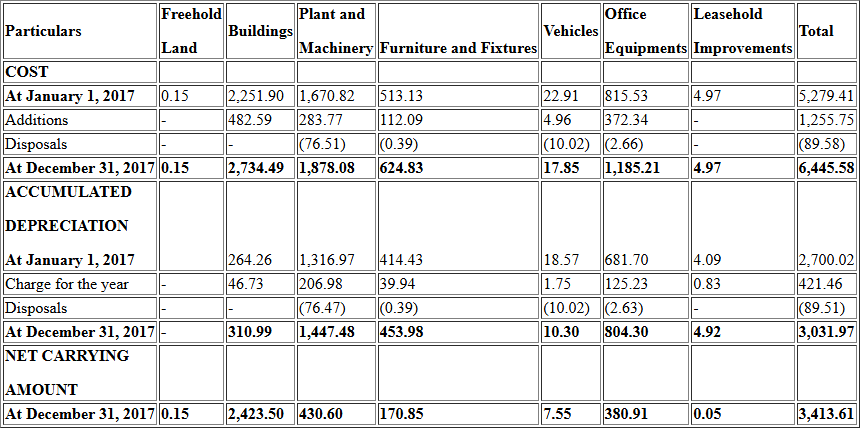 Particulars Freehold Land Buildings Plant and Machinery Furniture and Fixtures Vehicles Office Equipments Leasehold Improvements Total
COST
At January 1, 2017 0.15 2,251.90 1,670.82 513.13 22.91 815.53 4.97 5,279.41
Additions - 482.59 283.77 112.09 4.96 372.34 - 1,255.75
Disposals - - (76.51) (0.39) (10.02) (2.66) - (89.58)
At December 31, 2017 0.15 2,734.49 1,878.08 624.83 17.85 1,185.21 4.97 6,445.58
ACCUMULATED
DEPRECIATION
At January 1, 2017 264.26 1,316.97 414.43 18.57 681.70 4.09 2,700.02
Charge for the year - 46.73 206.98 39.94 1.75 125.23 0.83 421.46
Disposals - - (76.47) (0.39) (10.02) (2.63) - (89.51)
At December 31, 2017 - 310.99 1,447.48 453.98 10.30 804.30 4.92 3,031.97
NET CARRYING
AMOUNT
At December 31, 2017 0.15 2,423.50 430.60 170.85 7.55 380.91 0.05 3,413.61